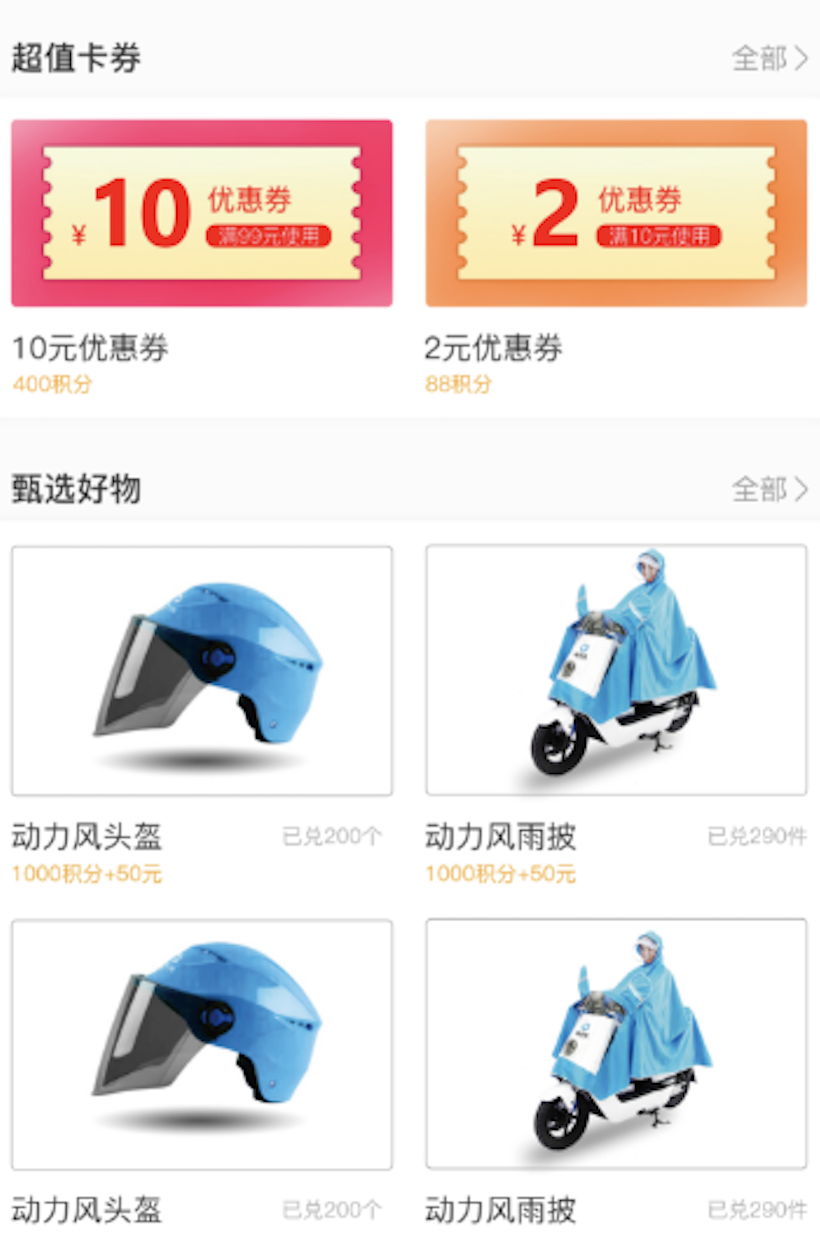 超值卡券
全部
¥10 优惠券
满99元使用
¥2 优惠券
满10元使用
10元优惠券
400积分
2元优惠券
88积分
甄选好物
全部
动力风头盔 已兑200个
1000积分+50元
动力风雨披 已兑290件
1000积分+50元
动力风头盔 已兑200个
动力风雨披 已兑290件